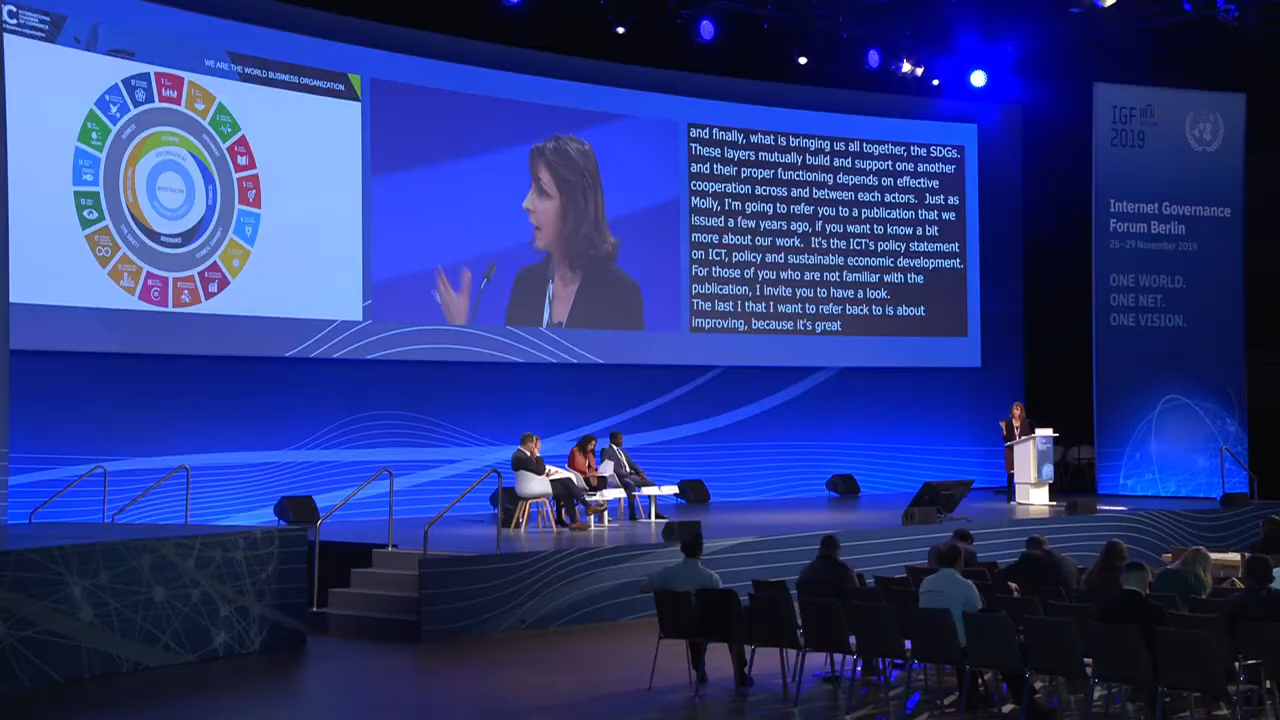 INTERNATIONAL
CHAMBER
OF COMMERCE
WE ARE THE WORLD BUSINESS ORGANIZATION.
INFRASTRUCTURE
GOVERNANCE
and finally, what is bringing us all together, the SDGs.
These layers mutually build and support one another
and their proper functioning depends on effective
cooperation across and between each actors. Just as
Molly, I'm going to refer you to a publication that we
issued a few years ago, if you want to know a bit
more about our work. It's the ICT's policy statement
on ICT, policy and sustainable economic development.
For those of you who are not familiar with the
publication, I invite you to have a look.
The last I that I want to refer back to is about
improving, because it's great
IGF
2019
Internet Governance
Forum Berlin
25–29 November 2019
ONE WORLD.
ONE NET.
ONE VISION.